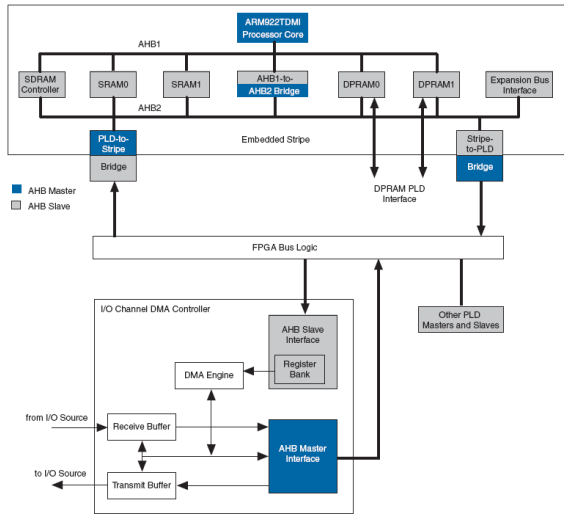 ARM922TDMI
Processor Core
AHB1
SDRAM
Controller
SRAM0
SRAM1
AHB1-to-
AHB2 Bridge
DPRAM0
DPRAM1
Expansion Bus
Interface
AHB2
PLD-to-
Stripe
Bridge
Embedded Stripe
Stripe-
to-PLD
Bridge
AHB Master
AHB Slave
DPRAM PLD
Interface
FPGA Bus Logic
I/O Channel DMA Controller
AHB Slave
Interface
Register
Bank
Other PLD
Masters and Slaves
DMA Engine
from I/O Source
Receive Buffer
AHB Master
Interface
to I/O Source
Transmit Buffer